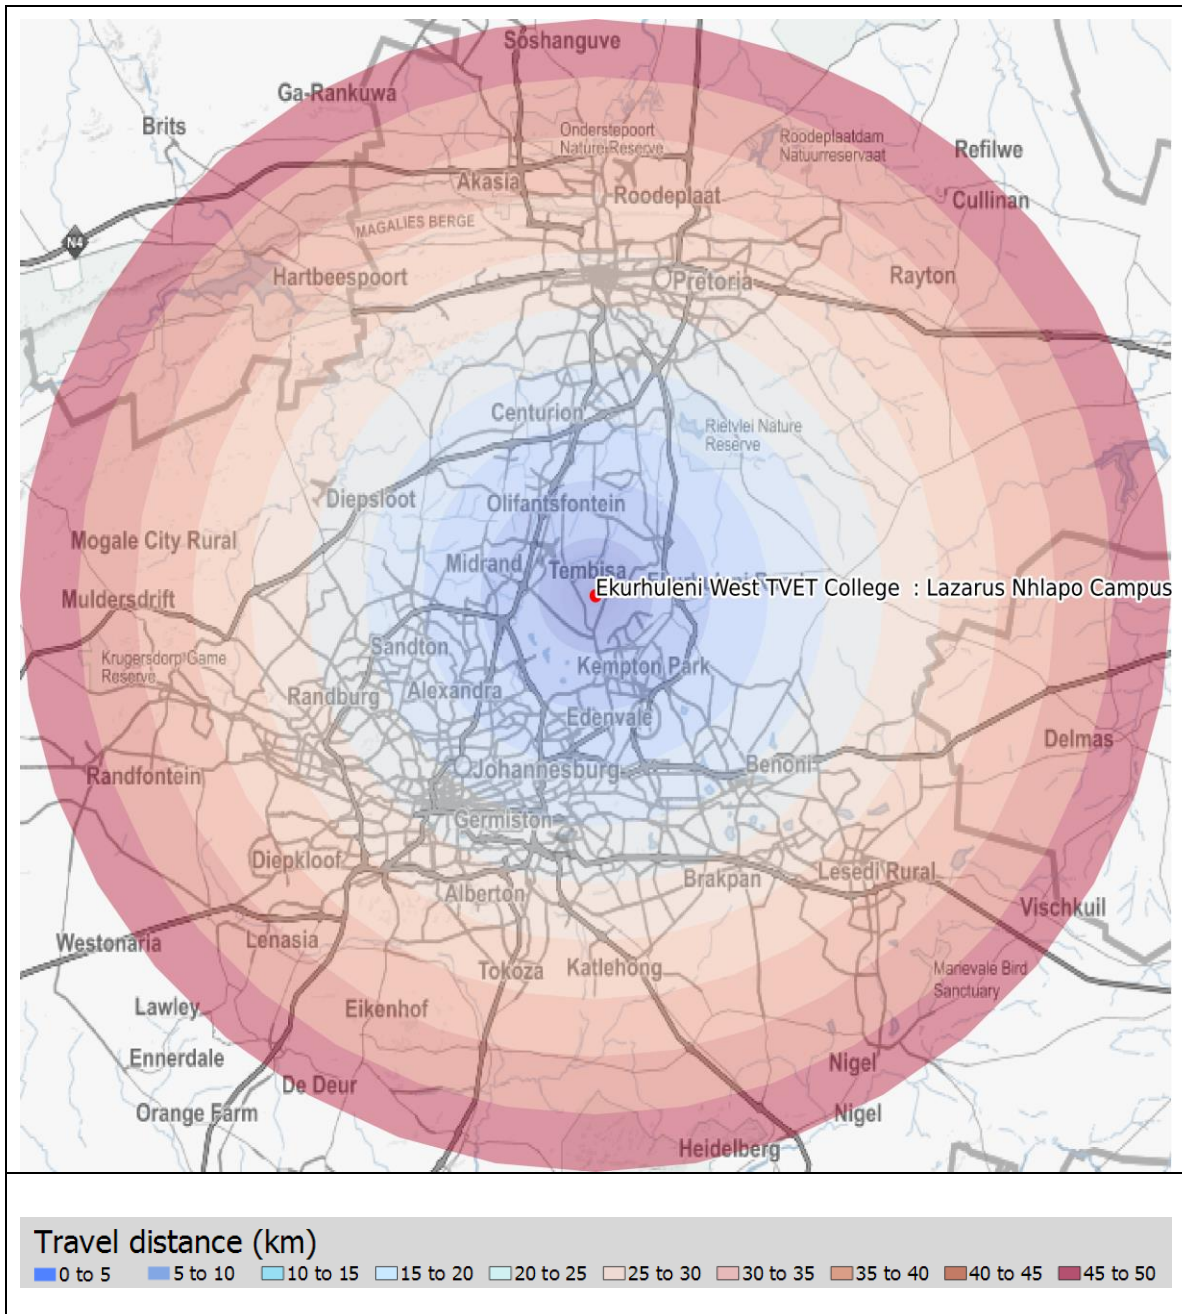 Soshanguve
Ga-Rankuwa
Brits
Onderstepoort
Nature Reserve
Roodeplaatdam
Natuurreservaat
Refilwe
Akasia
Roodeplaat
Cullinan
MAGALIES BERGE
N4
Hartbeespoort
Pretoria
Rayton
Centurion
Rietvlei Nature
Reserve
Diepsloot
Olifantsfontein
Mogale City Rural
Midrand
Tembisa
Ekurhuleni West TVET College : Lazarus Nhlapo Campus
Muldersdrift
Krugersdorp Game
Reserve
Sandton
Kempton Park
Randburg
Alexandra
Edenvale
Delmas
Randfontein
Johannesburg
Benoni
Germiston
Diepkloof
Alberton
Brakpan
Lesedi Rural
Vischkuil
Westonaria
Lenasia
Tokoza
Katlehong
Marievale Bird
Sanctuary
Lawley
Eikenhof
Ennerdale
De Deur
Nigel
Orange Farm
Nigel
Heidelberg
Travel distance (km)
0 to 5 5 to 10 10 to 15 15 to 20 20 to 25 25 to 30 30 to 35 35 to 40 40 to 45 45 to 50